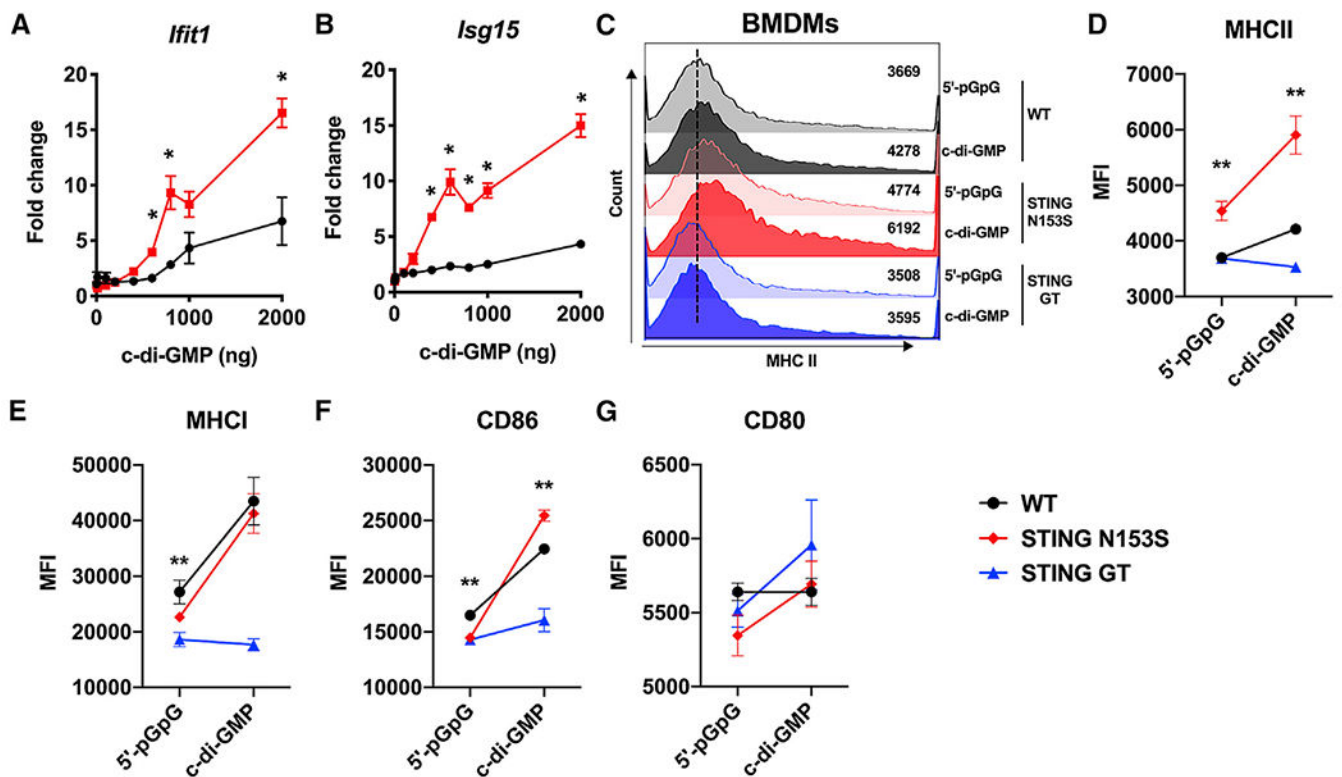 A
Ifit1
Fold change
20
15
10
5
0
*
*
*
0
1000
2000
c-di-GMP (ng)
B
Isg15
Fold change
20
15
10
5
0
*
*
*
*
*
0
1000
2000
c-di-GMP (ng)
C
BMDMs
Count
3669
5'-pGpG
4278
c-di-GMP
WT
4774
5'-pGpG
6192
c-di-GMP
STING
N153S
3508
5'-pGpG
3595
c-di-GMP
STING
GT
MHC II
D
MHCII
MFI
7000
6000
5000
4000
3000
**
**
5'-pGpG
c-di-GMP
E
MHCI
MFI
50000
40000
30000
20000
10000
**
5'-pGpG
c-di-GMP
F
CD86
MFI
30000
25000
20000
15000
10000
**
**
5'-pGpG
c-di-GMP
G
CD80
MFI
6500
6000
5500
5000
5'-pGpG
c-di-GMP
WT
STING N153S
STING GT